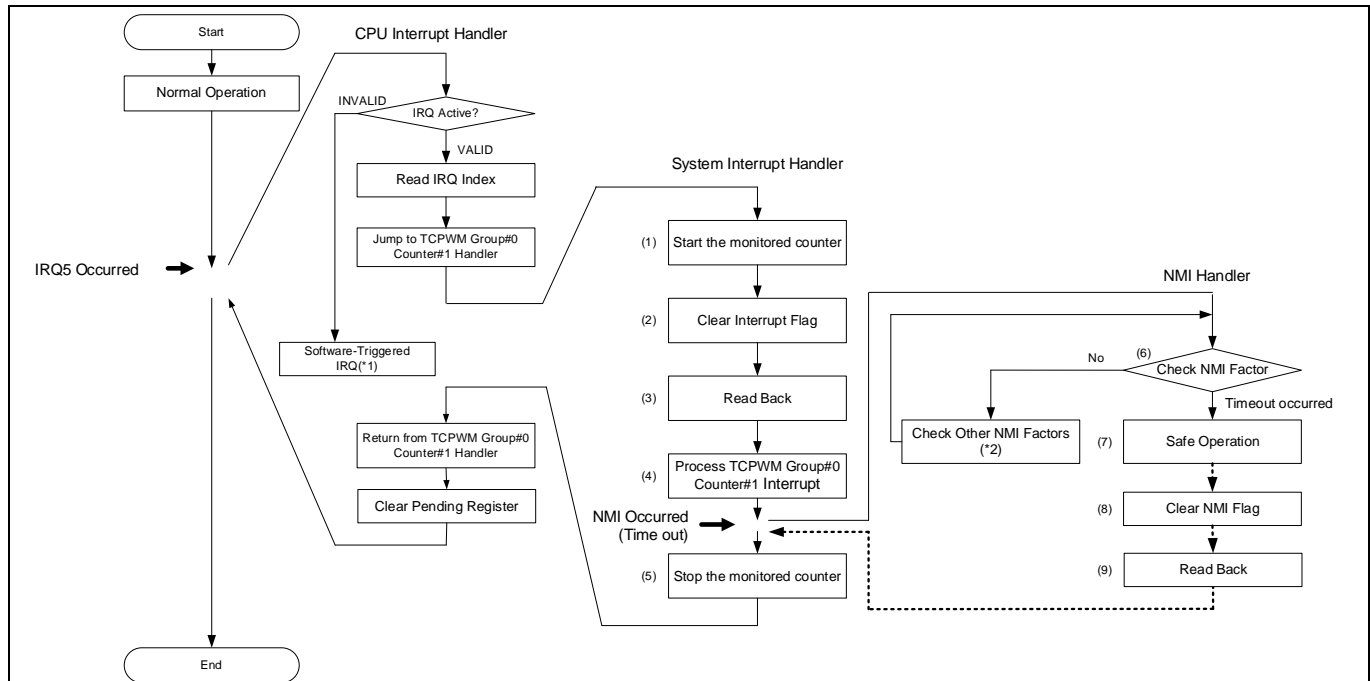 Start
Normal Operation
IRQ5 Occurred
End
CPU Interrupt Handler
INVALID
IRQ Active?
VALID
Read IRQ Index
Jump to TCPWM Group#0
Counter#1 Handler
Software-Triggered
IRQ(*1)
Return from TCPWM Group#0
Counter#1 Handler
Clear Pending Register
System Interrupt Handler
(1) Start the monitored counter
(2) Clear Interrupt Flag
(3) Read Back
(4) Process TCPWM Group#0
Counter#1 Interrupt
NMI Occurred
(Time out)
(5) Stop the monitored counter
NMI Handler
No
(6)
Check NMI Factor
Timeout occurred
Check Other NMI Factors
(*2)
(7) Safe Operation
(8) Clear NMI Flag
(9) Read Back